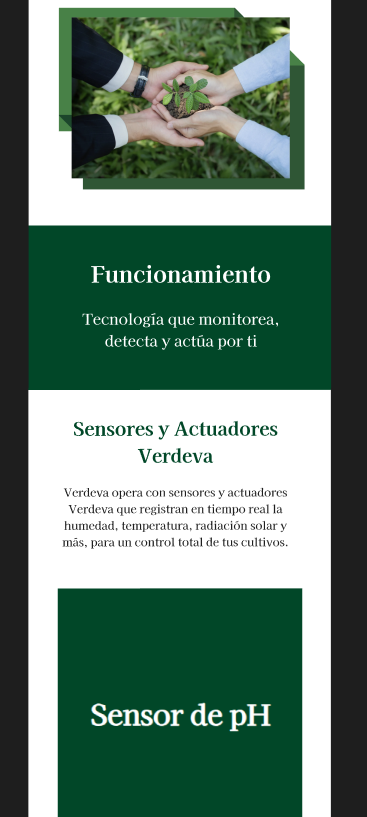 Funcionamiento
Tecnología que monitorea,
detecta y actúa por ti
Sensores y Actuadores
Verdeva
Verdeva opera con sensores y actuadores
Verdeva que registran en tiempo real la
humedad, temperatura, radiación solar y
más, para un control total de tus cultivos.
Sensor de pH